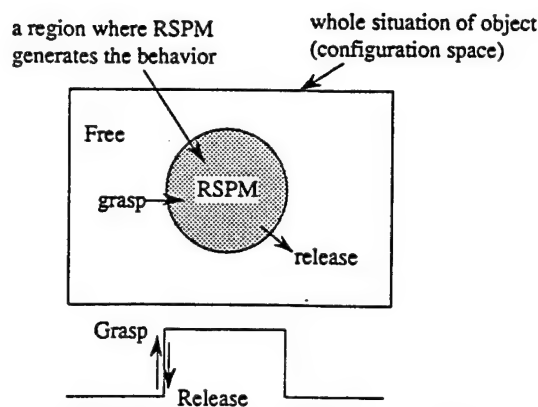 a region where RSPM
generates the behavior
whole situation of object
(configuration space)
Free
RSPM
grasp
release
Grasp
Release